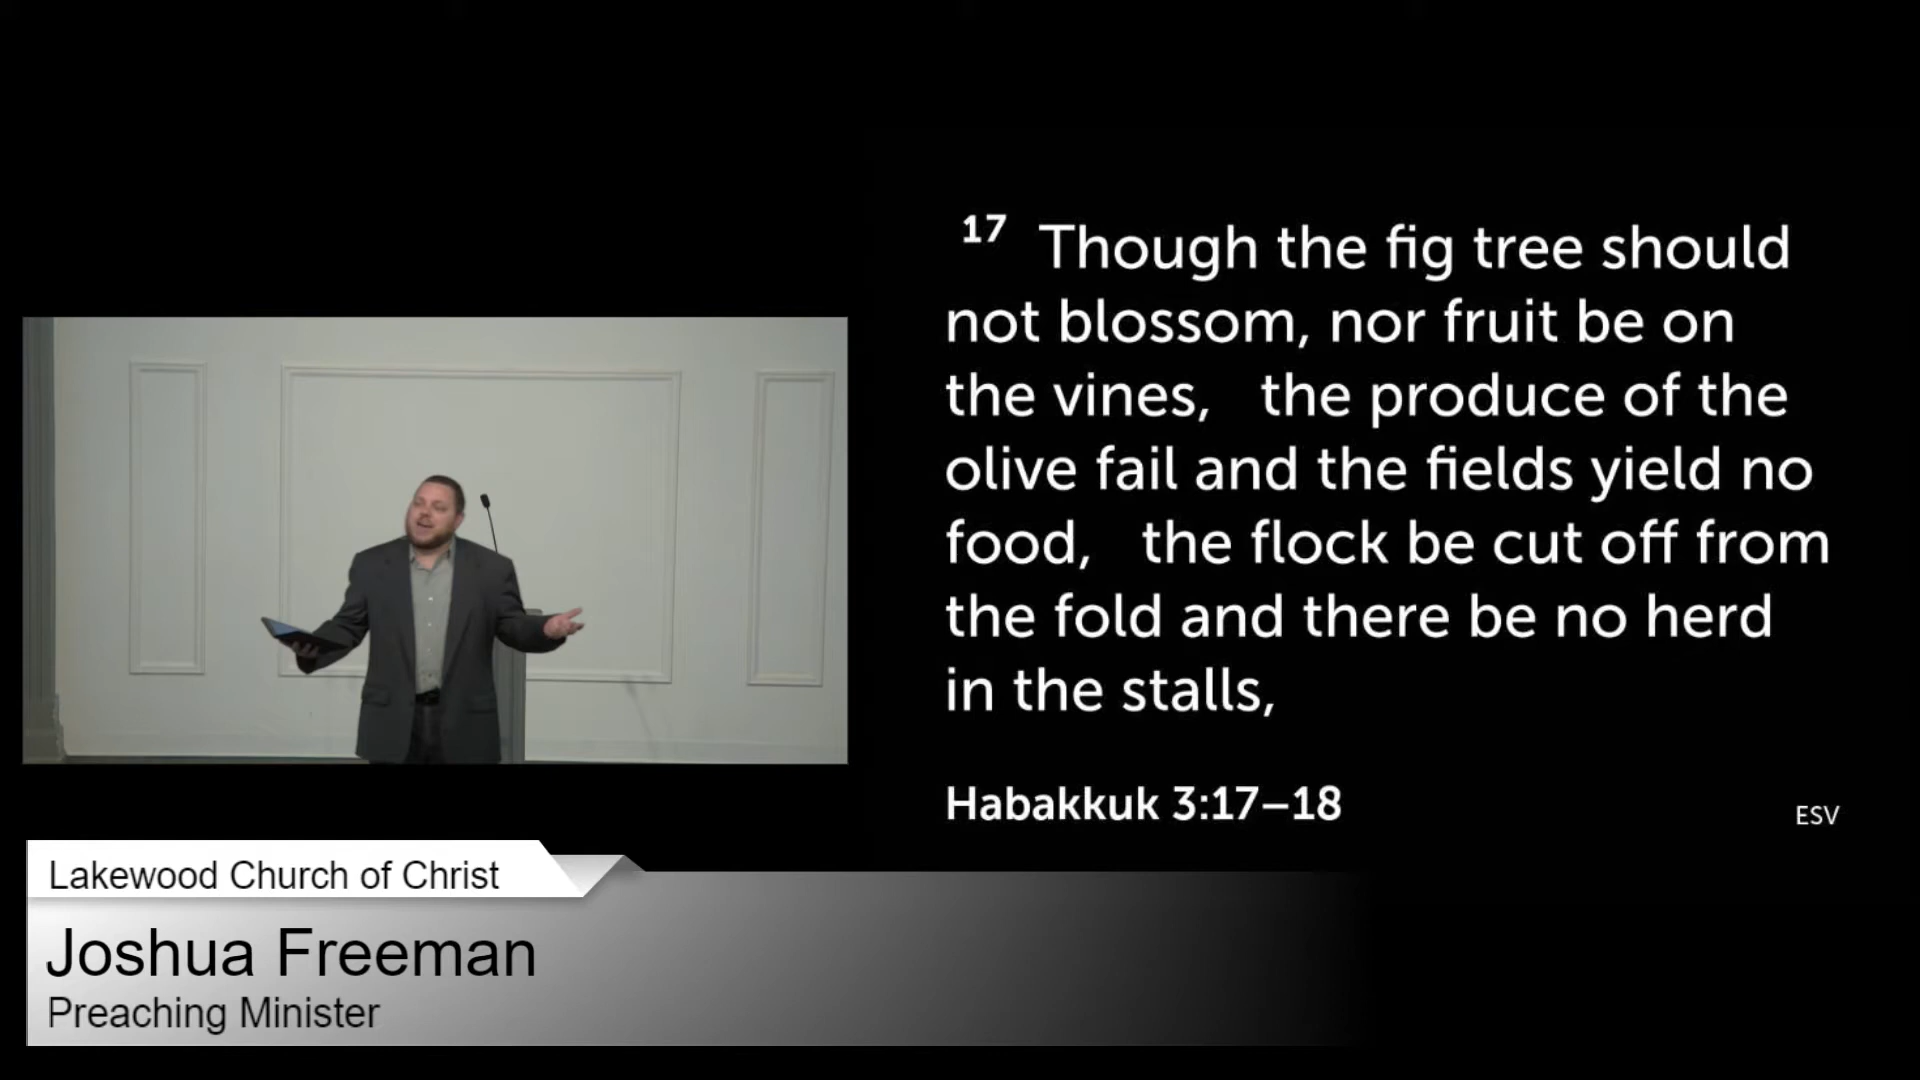 17 Though the fig tree should
not blossom, nor fruit be on
the vines, the produce of the
olive fail and the fields yield no
food, the flock be cut off from
the fold and there be no herd
in the stalls,
Habakkuk 3:17–18
ESV
Lakewood Church of Christ
Joshua Freeman
Preaching Minister